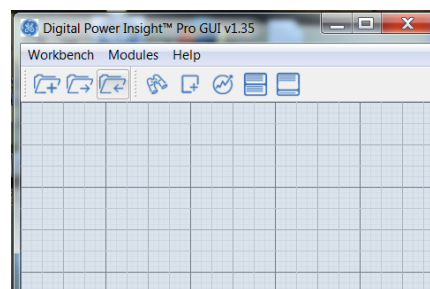 Digital Power Insight™ Pro GUI v1.35
Workbench Modules Help